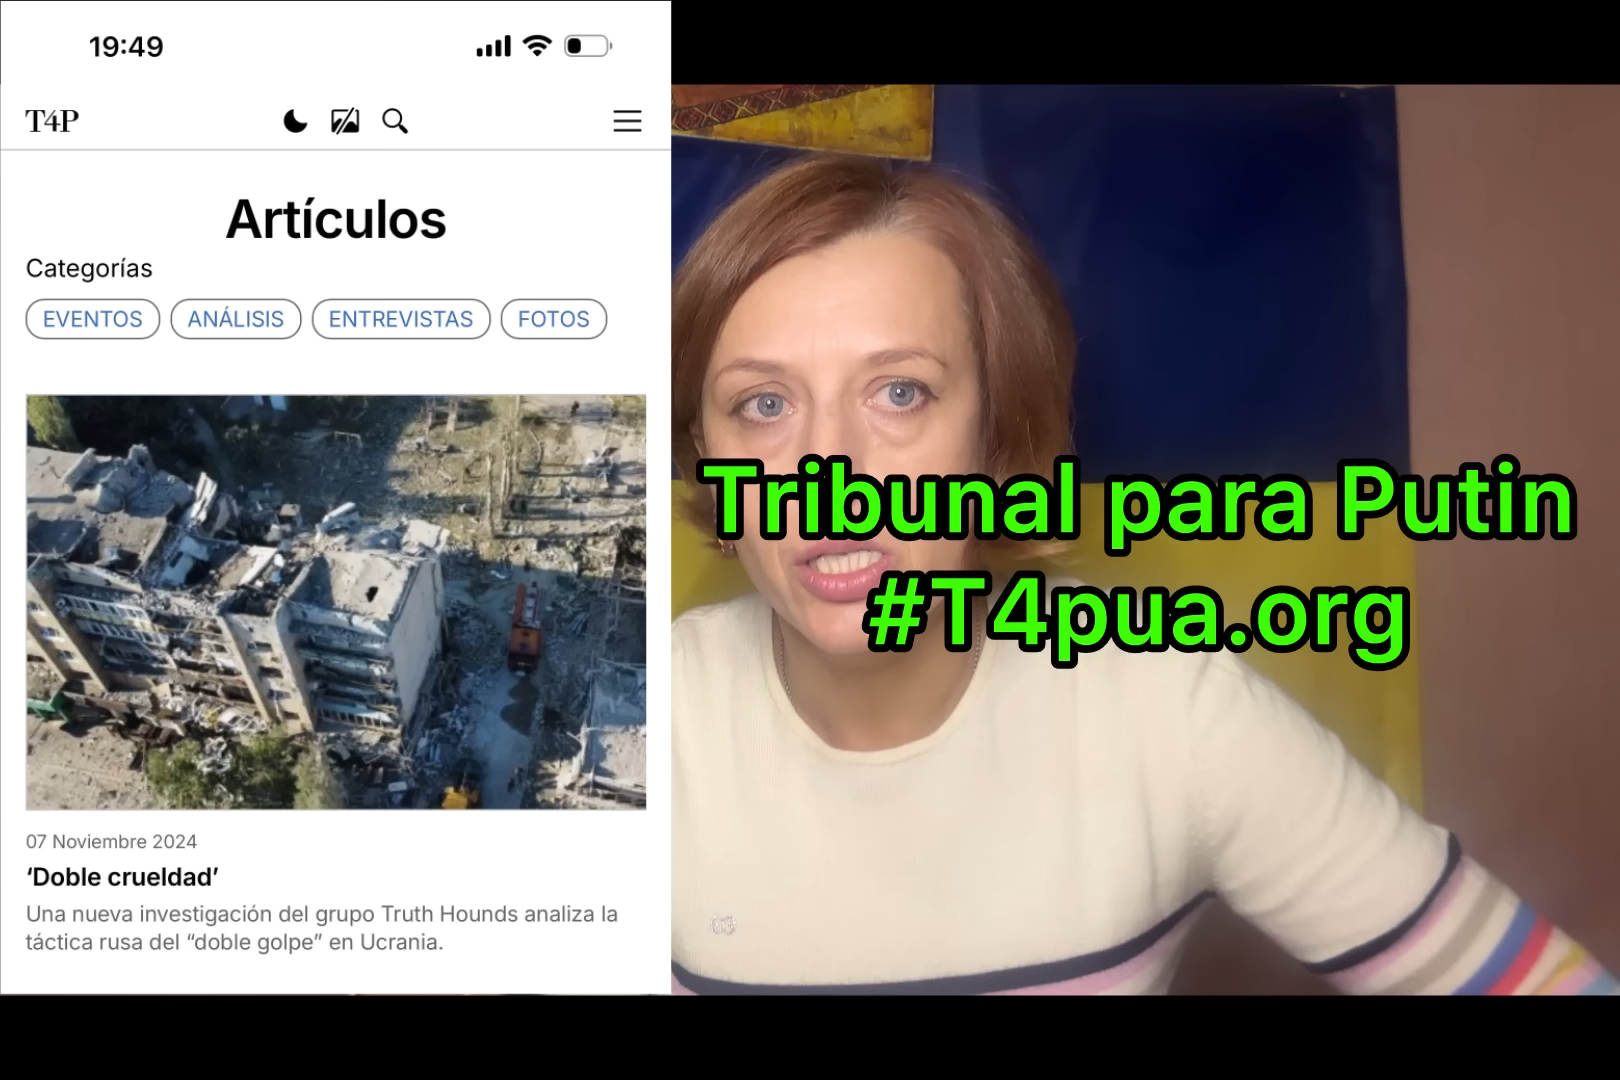 19:49
T4P
Artículos
Categorías
EVENTOS ANÁLISIS ENTREVISTAS FOTOS
07 Noviembre 2024
‘Doble crueldad’
Una nueva investigación del grupo Truth Hounds analiza la
táctica rusa del “doble golpe” en Ucrania.
Tribunal para Putin
#T4pua.org